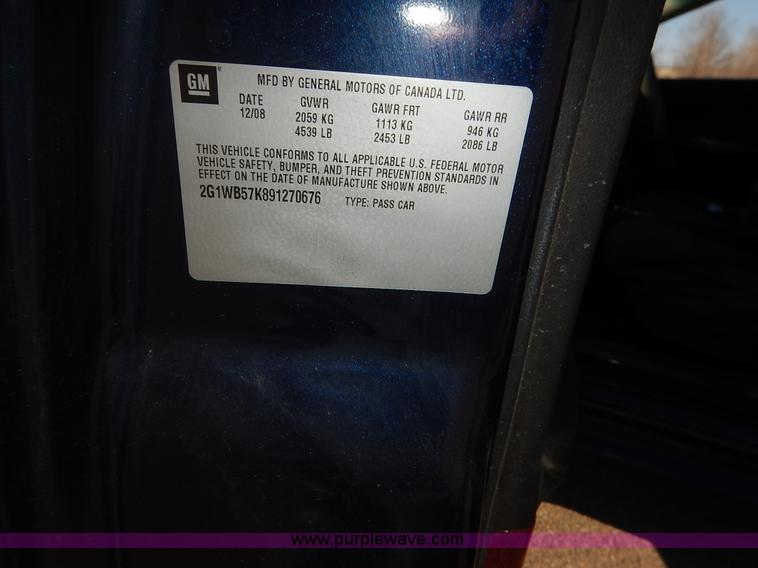 GM
MFD BY GENERAL MOTORS OF CANADA LTD.
DATE GVWR GAWR FRT GAWR RR
12/08 2059 KG 1113 KG 946 KG
4539 LB 2453 LB 2086 LB
THIS VEHICLE CONFORMS TO ALL APPLICABLE U.S. FEDERAL MOTOR
VEHICLE SAFETY, BUMPER, AND THEFT PREVENTION STANDARDS IN
EFFECT ON THE DATE OF MANUFACTURE SHOWN ABOVE.
2G1WB57K891270676 TYPE: PASS CAR
www.purplewave.com